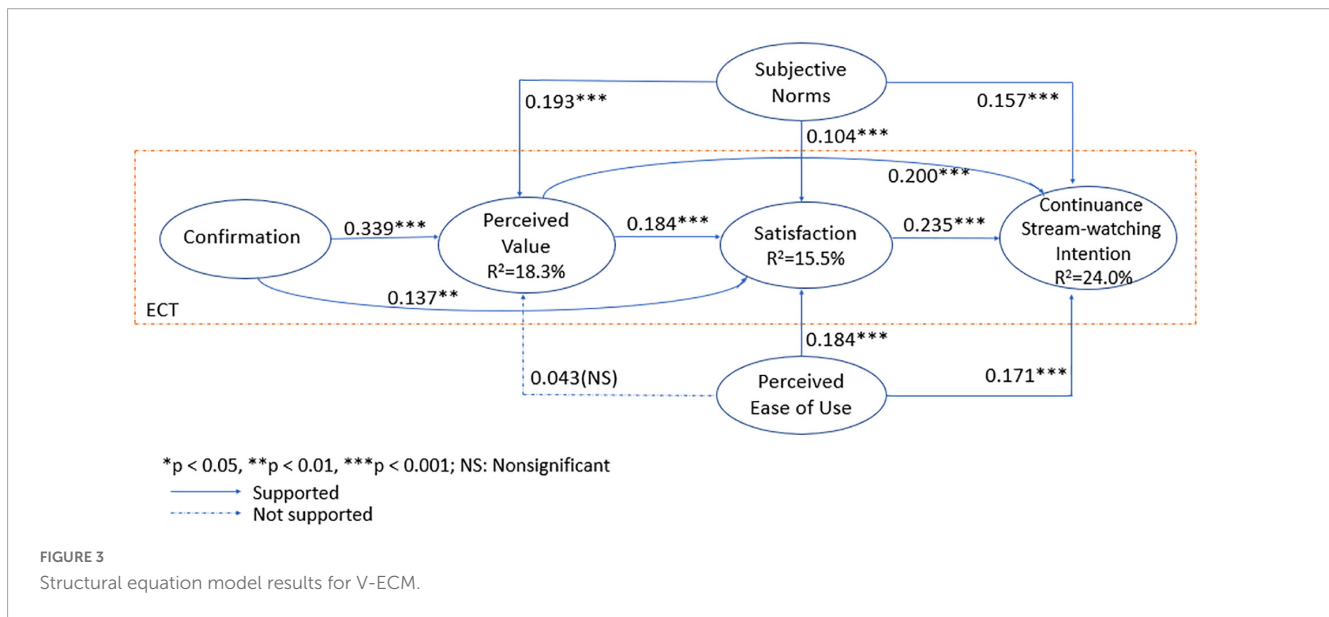 Subjective
Norms
0.193***
0.157***
0.104***
0.200***
Confirmation
0.339***
Perceived
Value
R²=18.3%
0.184***
Satisfaction
R²=15.5%
0.235***
Continuance
Stream-watching
Intention
R²=24.0%
0.137**
ECT
0.184***
0.043(NS)
Perceived
Ease of Use
0.171***
*p < 0.05, **p < 0.01, ***p < 0.001; NS: Nonsignificant
Supported
Not supported
FIGURE 3
Structural equation model results for V-ECM.